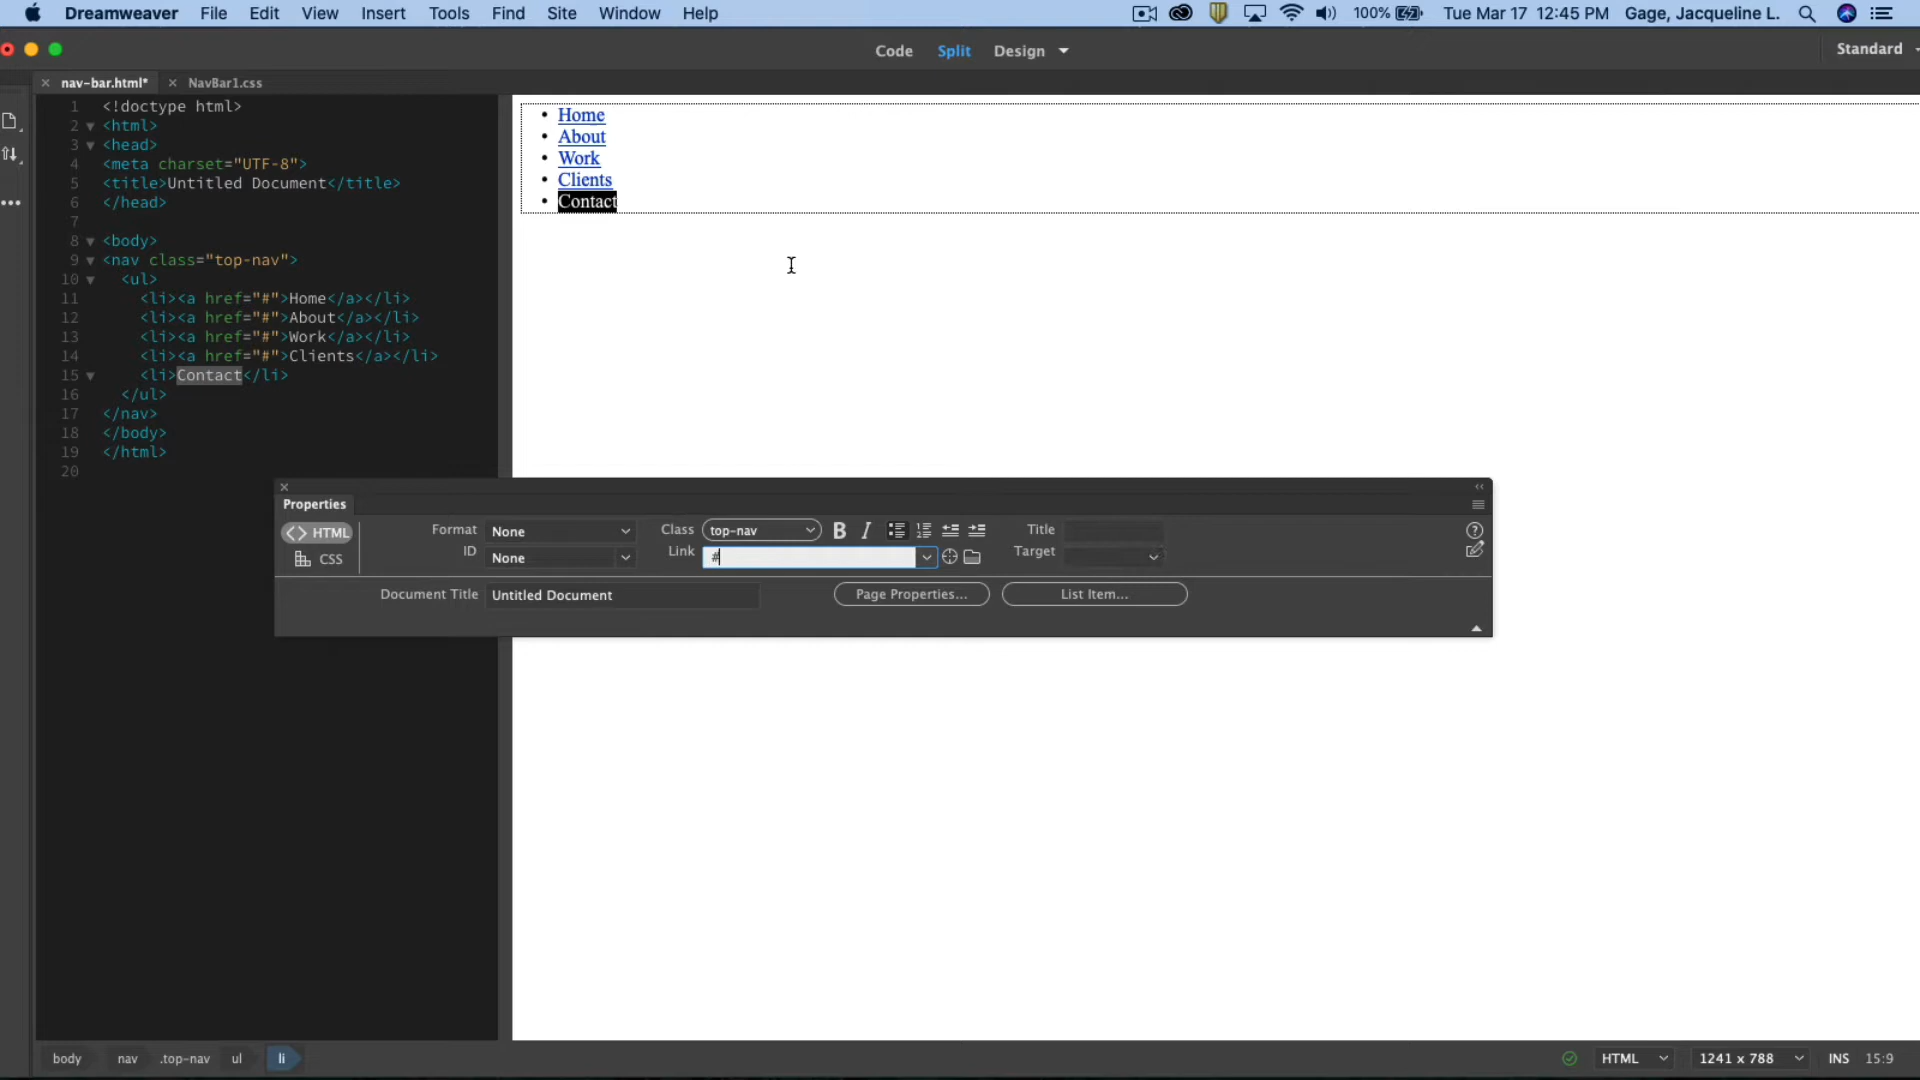 Dreamweaver File Edit View Insert Tools Find Site Window Help 100% Tue Mar 17 12:45 PM Gage, Jacqueline L.
Code Split Design Standard
nav-bar.html* NavBar1.css
1 <!doctype html>
2 <html>
3 <head>
4 <meta charset="UTF-8">
5 <title>Untitled Document</title>
6 </head>
7
8 <body>
9 <nav class="top-nav">
10 <ul>
11 <li><a href="#">Home</a></li>
12 <li><a href="#">About</a></li>
13 <li><a href="#">Work</a></li>
14 <li><a href="#">Clients</a></li>
15 <li>Contact</li>
16 </ul>
17 </nav>
18 </body>
19 </html>
20
• Home
• About
• Work
• Clients
• Contact
Properties
HTML Format None Class top-nav B I Title
CSS ID None Link # Target
Document Title Untitled Document Page Properties... List Item...
body nav .top-nav ul li HTML 1241 x 788 INS 15:9